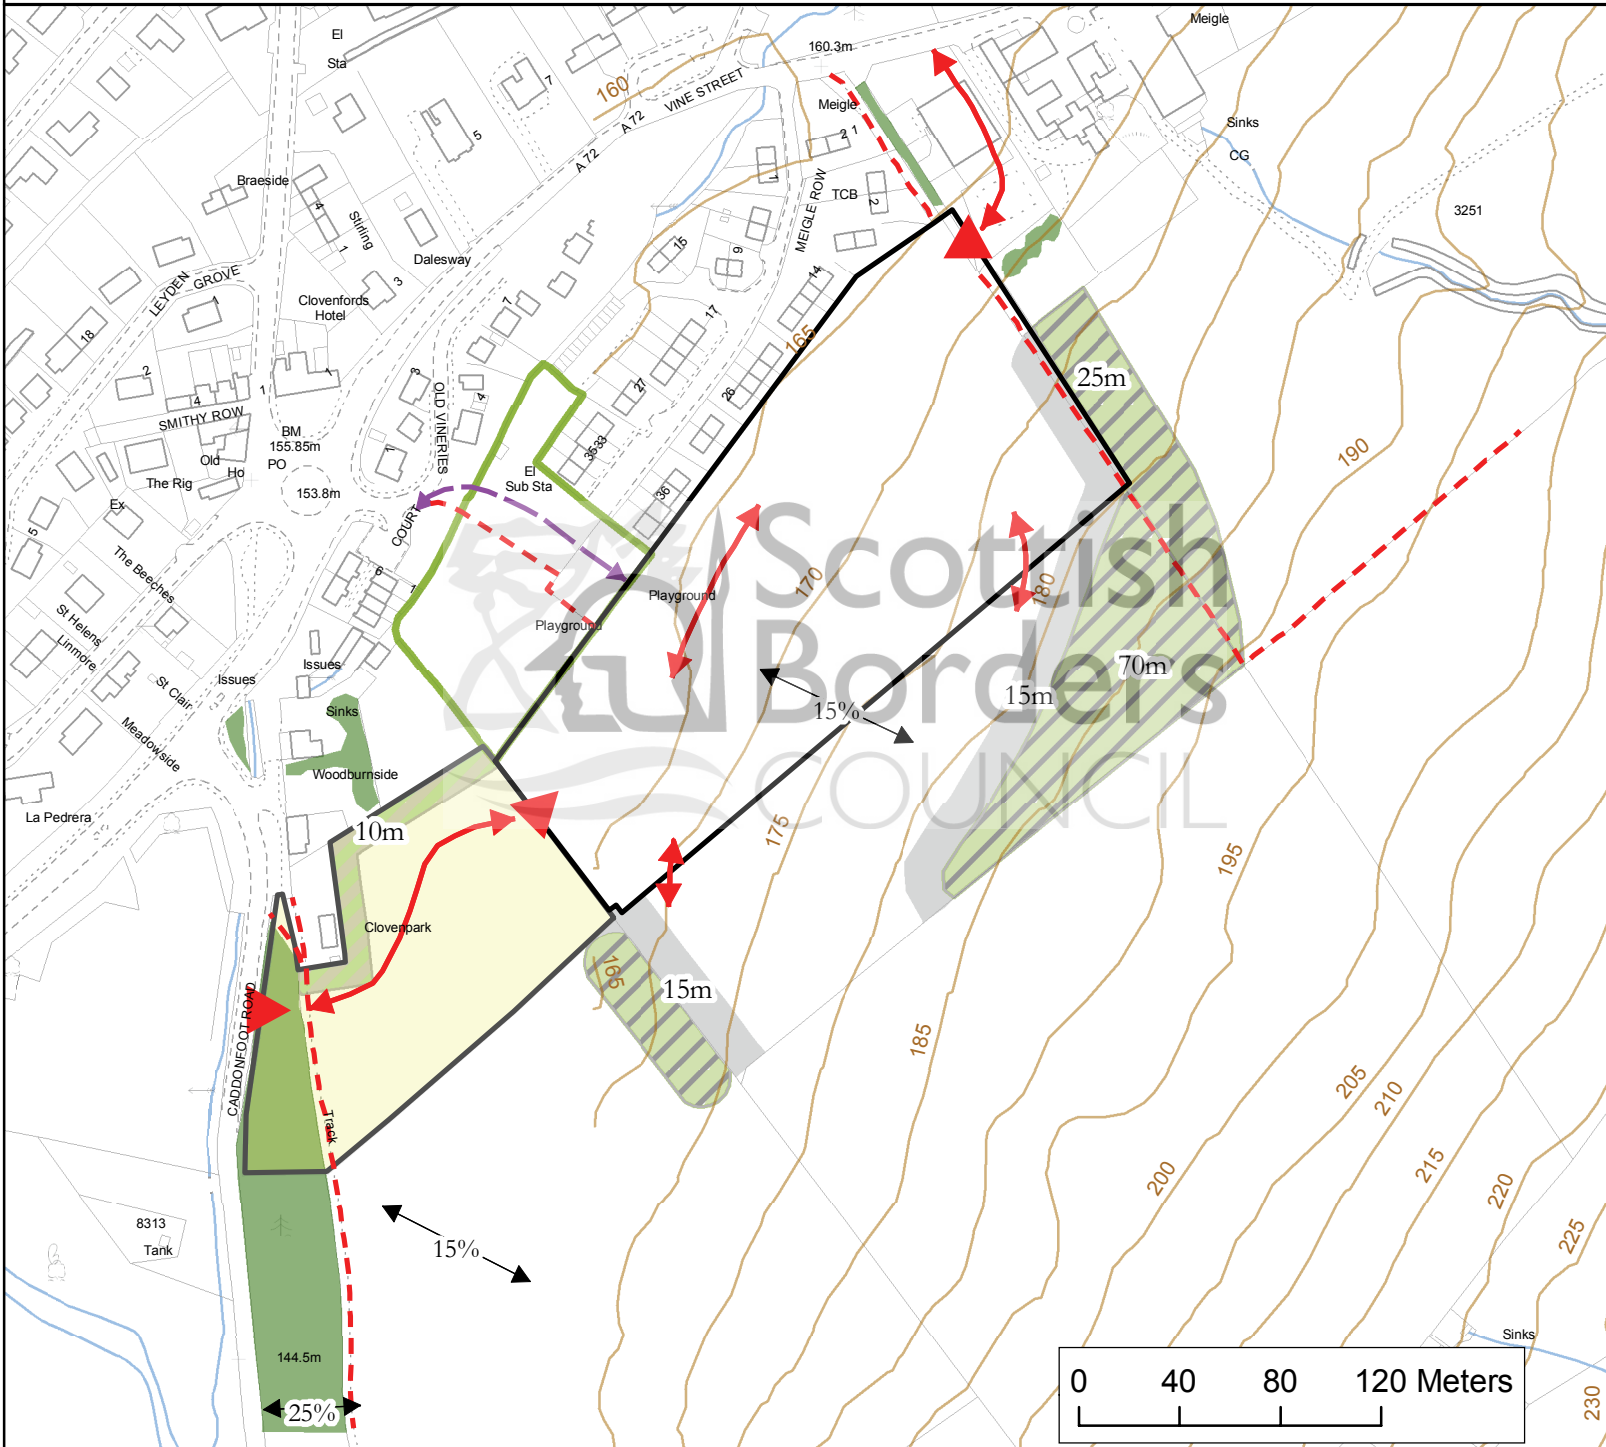 El
Sta
160
7
VINE STREET
A 72
A 72
5
160.3m
Meigle
Meigle
2 1
Sinks
CG
3251
Braeside
4
Stirling
1
Dalesway
3
LEYDEN
GROVE
1
Clovenfords
Hotel
18
2
4
SMITHY ROW
1
1
BM
155.85m
PO
Old
Ho
The Rig
153.8m
Ex
5
The Beeches
St Helens
Linmore
St Clair
Meadowside
La Pedrera
1
TCB
2
MEIGLE ROW
15
9
14
7
17
165
27
26
3
4
OLD VINERIES
1
3533
El
Sub Sta
36
COURT
6
1
Issues
Issues
Sinks
Woodburnside
Playground
Playground
25m
190
170
180
Scottish
Borders
COUNCIL
70m
15m
15%
10m
175
195
Clovenpark
165
15m
185
CADDONFOOT ROAD
Track
205
210
200
215
220
225
230
15%
8313
Tank
144.5m
25%
Sinks
0 40 80 120 Meters